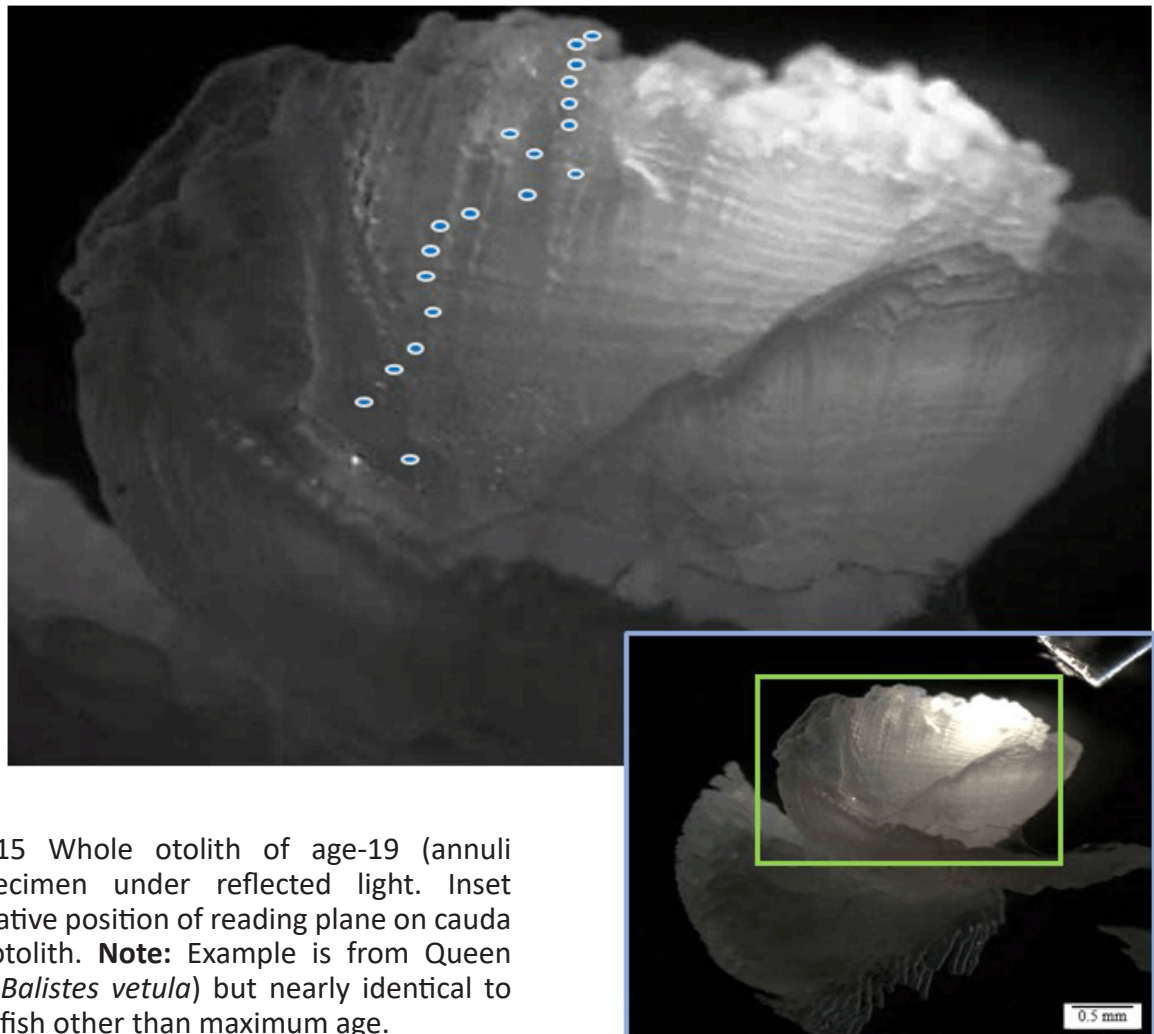 15 Whole otolith of age-19 (annuli
ecimen under reflected light. Inset
ative position of reading plane on cauda
otolith. Note: Example is from Queen
Balistes vetula) but nearly identical to
fish other than maximum age.
0.5 mm